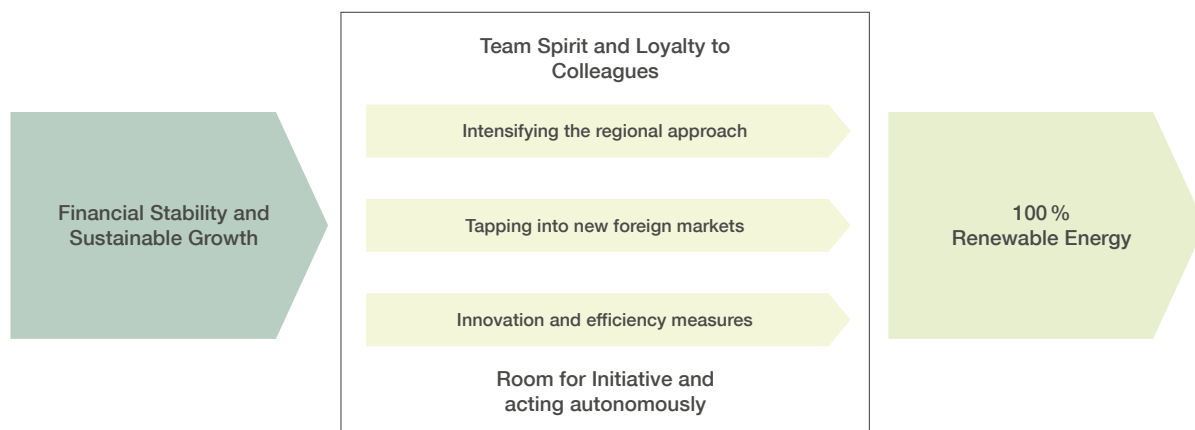 Team Spirit and Loyalty to
Colleagues
Intensifying the regional approach
Financial Stability and
Sustainable Growth
Tapping into new foreign markets
100 %
Renewable Energy
Innovation and efficiency measures
Room for Initiative and
acting autonomously